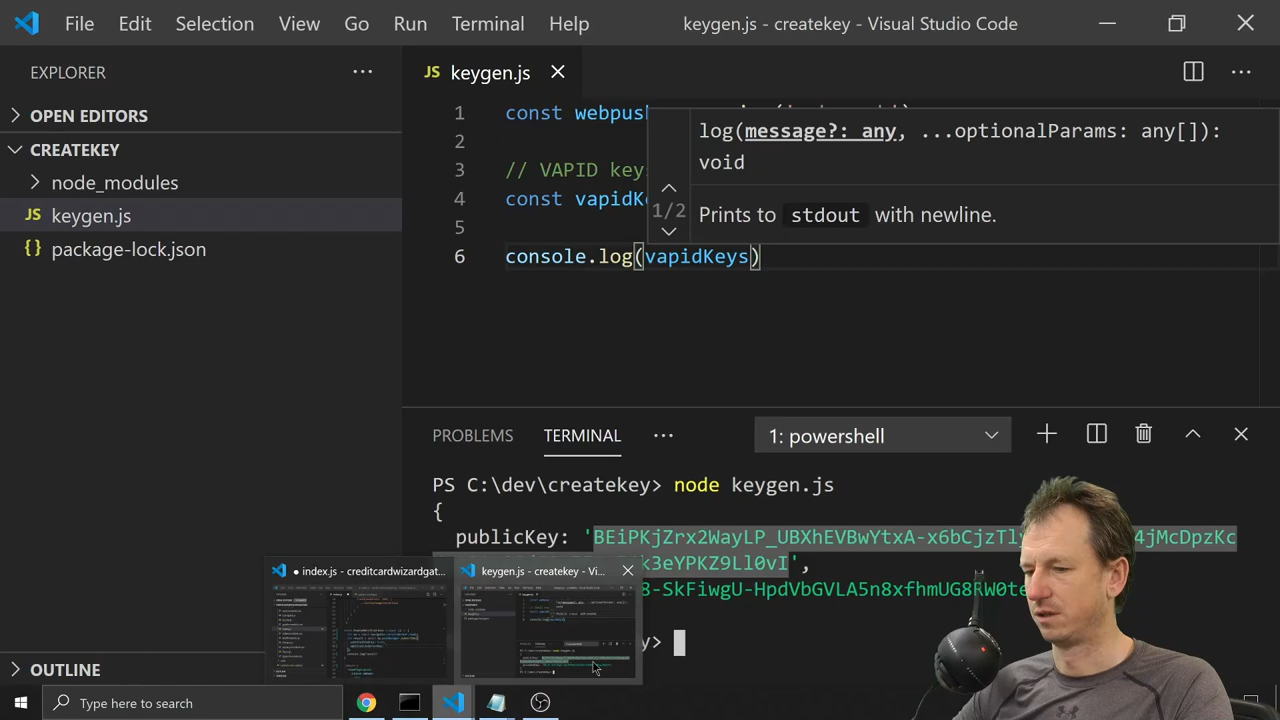 File Edit Selection View Go Run Terminal Help
keygen.js - createkey - Visual Studio Code
EXPLORER
OPEN EDITORS
CREATEKEY
node_modules
JS keygen.js
{} package-lock.json
OUTLINE
JS keygen.js
1 const webpush
2
3 // VAPID key
4 const vapidKe
5
6 console.log(vapidKeys)
log(message?: any, ...optionalParams: any[]):
void
1/2
Prints to stdout with newline.
PROBLEMS TERMINAL
1: powershell
PS C:\dev\createkey> node keygen.js
{
publicKey: 'BEiPKjZrx2WayLP_UBXhEVBwYtxA-x6bCjzTly 4jMcDpzKc
k3eYPKZ9Ll0vI',
8-SkFiwgU-HpdVbGVLA5n8xfhmUG8RW0te
y>
index.js - creditcardwizardgat...
keygen.js - createkey - Vi...
Type here to search